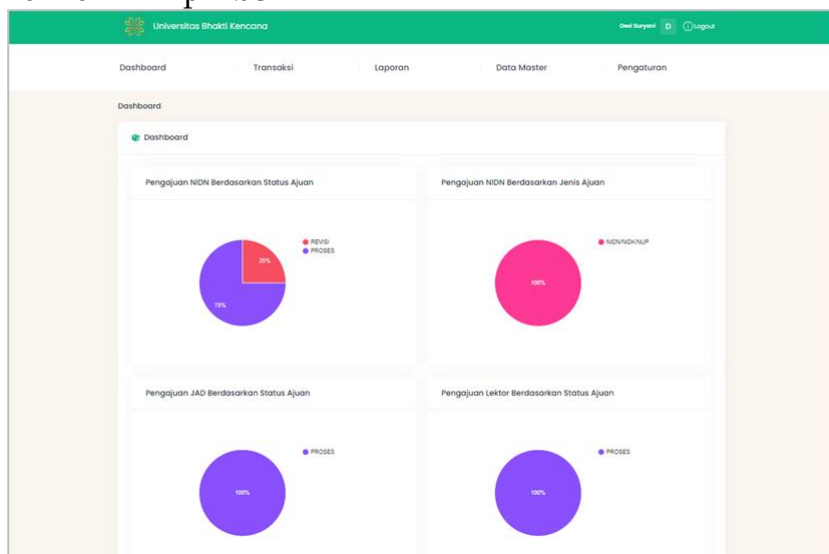 Universitas Bhakti Kencana
Desi Suryani D Logout
Dashboard Transaksi Laporan Data Master Pengaturan
Dashboard
Dashboard
Pengajuan NIDN Berdasarkan Status Ajuan
Pengajuan NIDN Berdasarkan Jenis Ajuan
REVISI
PROSES
NIDN/NIDK/NUP
100%
Pengajuan JAD Berdasarkan Status Ajuan
Pengajuan Lektor Berdasarkan Status Ajuan
PROSES
PROSES
100%
100%